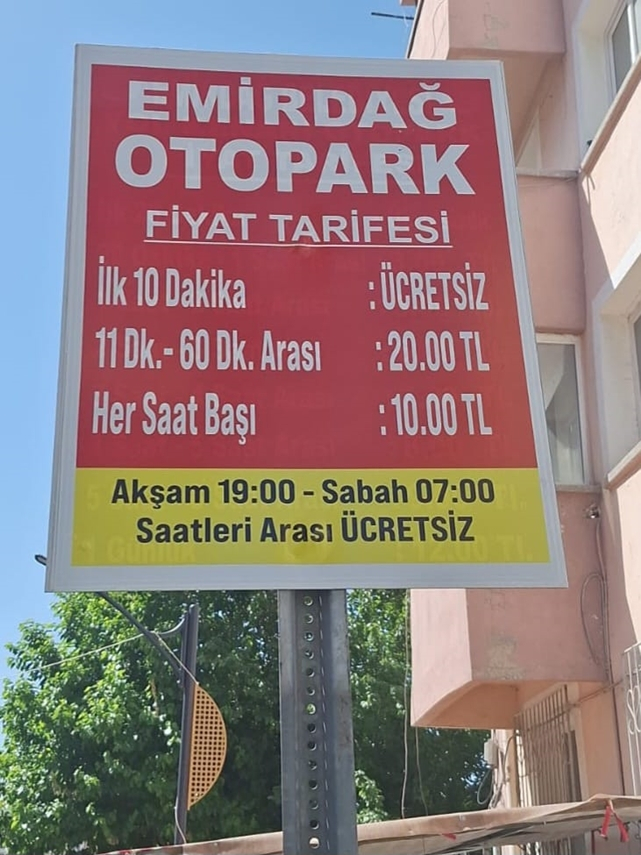 EMİRDAĞ
OTOPARK
FİYAT TARİFESİ
İlk 10 Dakika : ÜCRETSİZ
11 Dk.- 60 Dk. Arası : 20.00 TL
Her Saat Başı : 10.00 TL
Akşam 19:00 - Sabah 07:00
Saatleri Arası ÜCRETSİZ